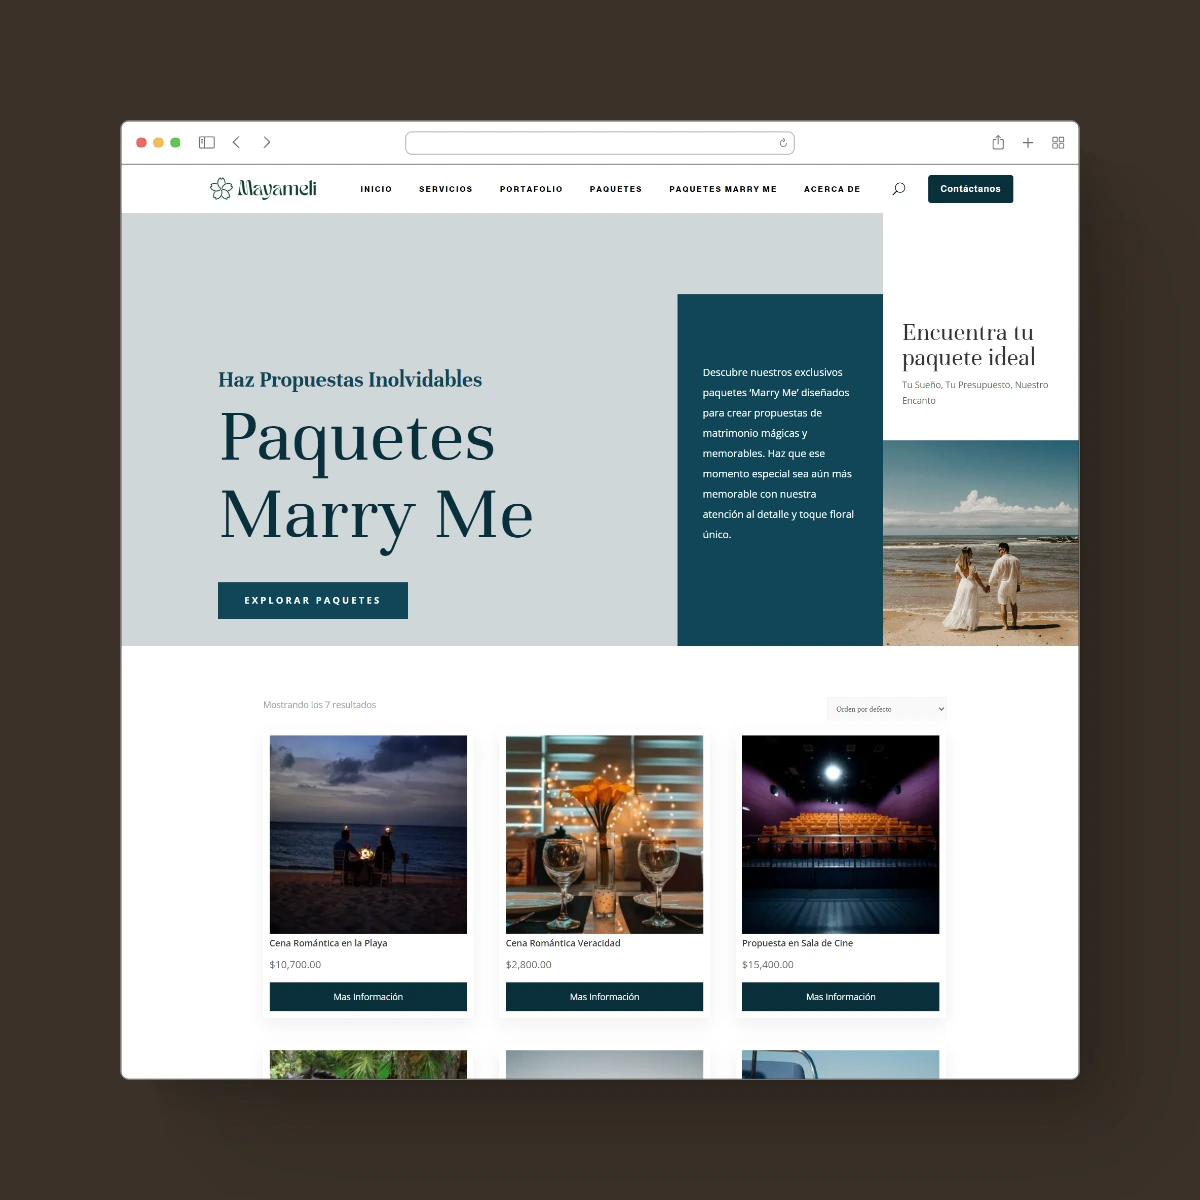 Mayameli
INICIO
SERVICIOS
PORTAFOLIO
PAQUETES
PAQUETES MARRY ME
ACERCA DE
Contáctanos
Haz Propuestas Inolvidables
Paquetes
Marry Me
EXPLORAR PAQUETES
Descubre nuestros exclusivos
paquetes ‘Marry Me’ diseñados
para crear propuestas de
matrimonio mágicas y
memorables. Haz que ese
momento especial sea aún más
memorable con nuestra
atención al detalle y toque floral
único.
Encuentra tu
paquete ideal
Tu Sueño, Tu Presupuesto, Nuestro
Encanto
Mostrando los 7 resultados
Orden por defecto
Cena Romántica en la Playa
$10,700.00
Mas Información
Cena Romántica Veracidad
$2,800.00
Mas Información
Propuesta en Sala de Cine
$15,400.00
Mas Información